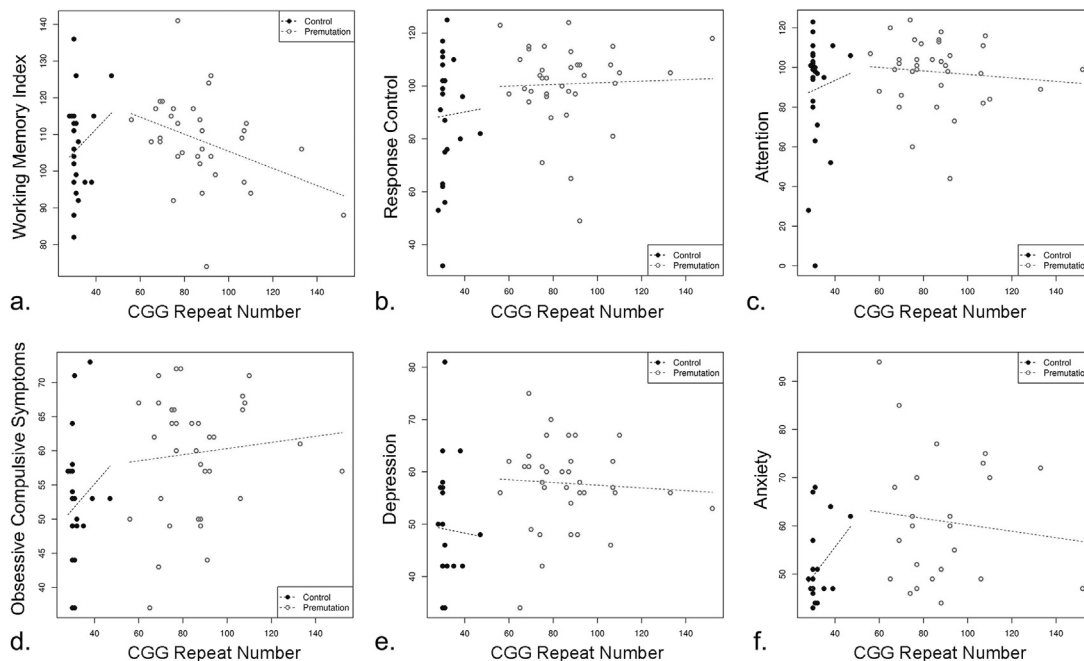 140
130
120
110
100
90
80
Working Memory Index
Control
Premutation
40 60 80 100 120 140
CGG Repeat Number
a.
120
100
80
60
40
Response Control
Control
Premutation
40 60 80 100 120 140
CGG Repeat Number
b.
120
100
80
60
40
20
0
Attention
Control
Premutation
40 60 80 100 120 140
CGG Repeat Number
c.
70
65
60
55
50
45
40
Obsessive Compulsive Symptoms
Control
Premutation
40 60 80 100 120 140
CGG Repeat Number
d.
80
70
60
50
40
Depression
Control
Premutation
40 60 80 100 120 140
CGG Repeat Number
e.
90
80
70
60
50
Anxiety
Control
Premutation
40 60 80 100 120 140
CGG Repeat Number
f.